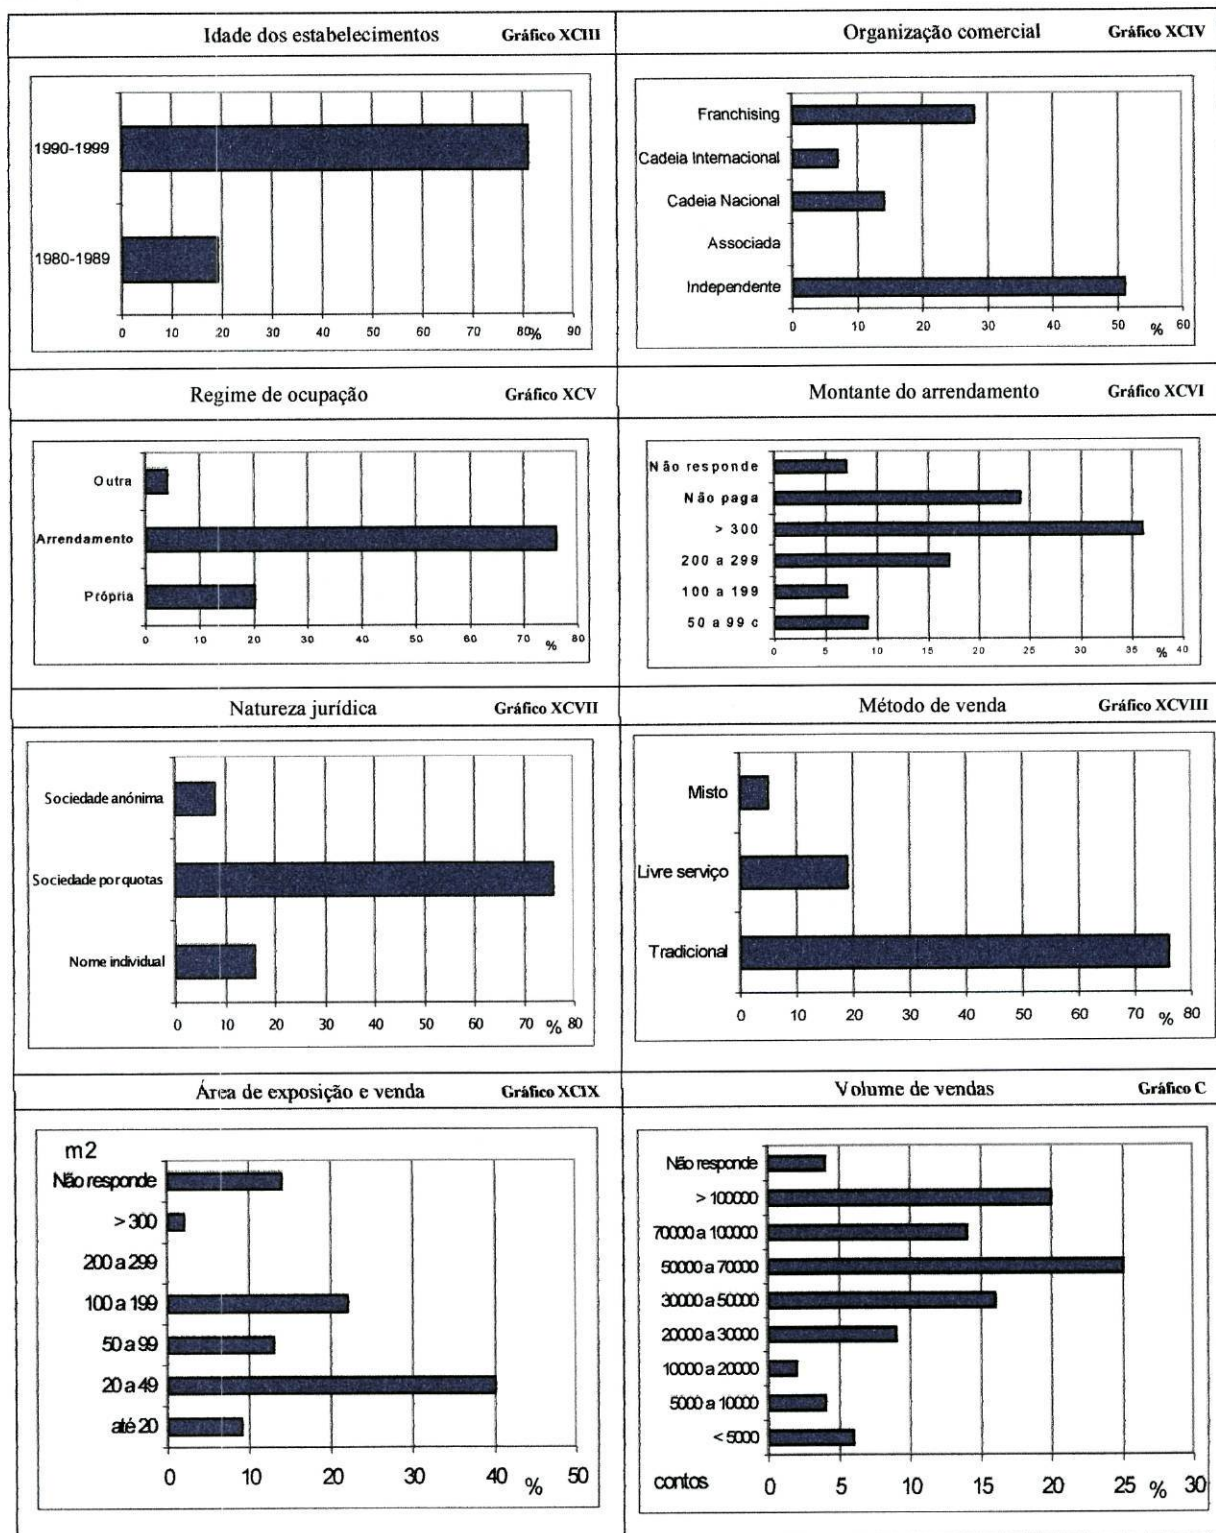 Idade dos estabelecimentos Gráfico XCIII
1990-1999
1980-1989
0 10 20 30 40 50 60 70 80 % 90
Organização comercial Gráfico XCIV
Franchising
Cadeia Internacional
Cadeia Nacional
Associada
Independente
0 10 20 30 40 50 % 60
Regime de ocupação Gráfico XCV
Outra
Arrendamento
Própria
0 10 20 30 40 50 60 70 % 80
Montante do arrendamento Gráfico XCVI
Não responde
Não paga
> 300
200 a 299
100 a 199
50 a 99 c
0 5 10 15 20 25 30 35 % 40
Natureza jurídica Gráfico XCVII
Sociedade anónima
Sociedade por quotas
Nome individual
0 10 20 30 40 50 60 70 % 80
Método de venda Gráfico XCVIII
Misto
Livre serviço
Tradicional
0 10 20 30 40 50 60 70 % 80
Área de exposição e venda Gráfico XCIX
m2
Não responde
> 300
200 a 299
100 a 199
50 a 99
20 a 49
até 20
0 10 20 30 40 % 50
Volume de vendas Gráfico C
Não responde
> 100000
70000 a 100000
50000 a 70000
30000 a 50000
20000 a 30000
10000 a 20000
5000 a 10000
< 5000
contos 0 5 10 15 20 25 % 30